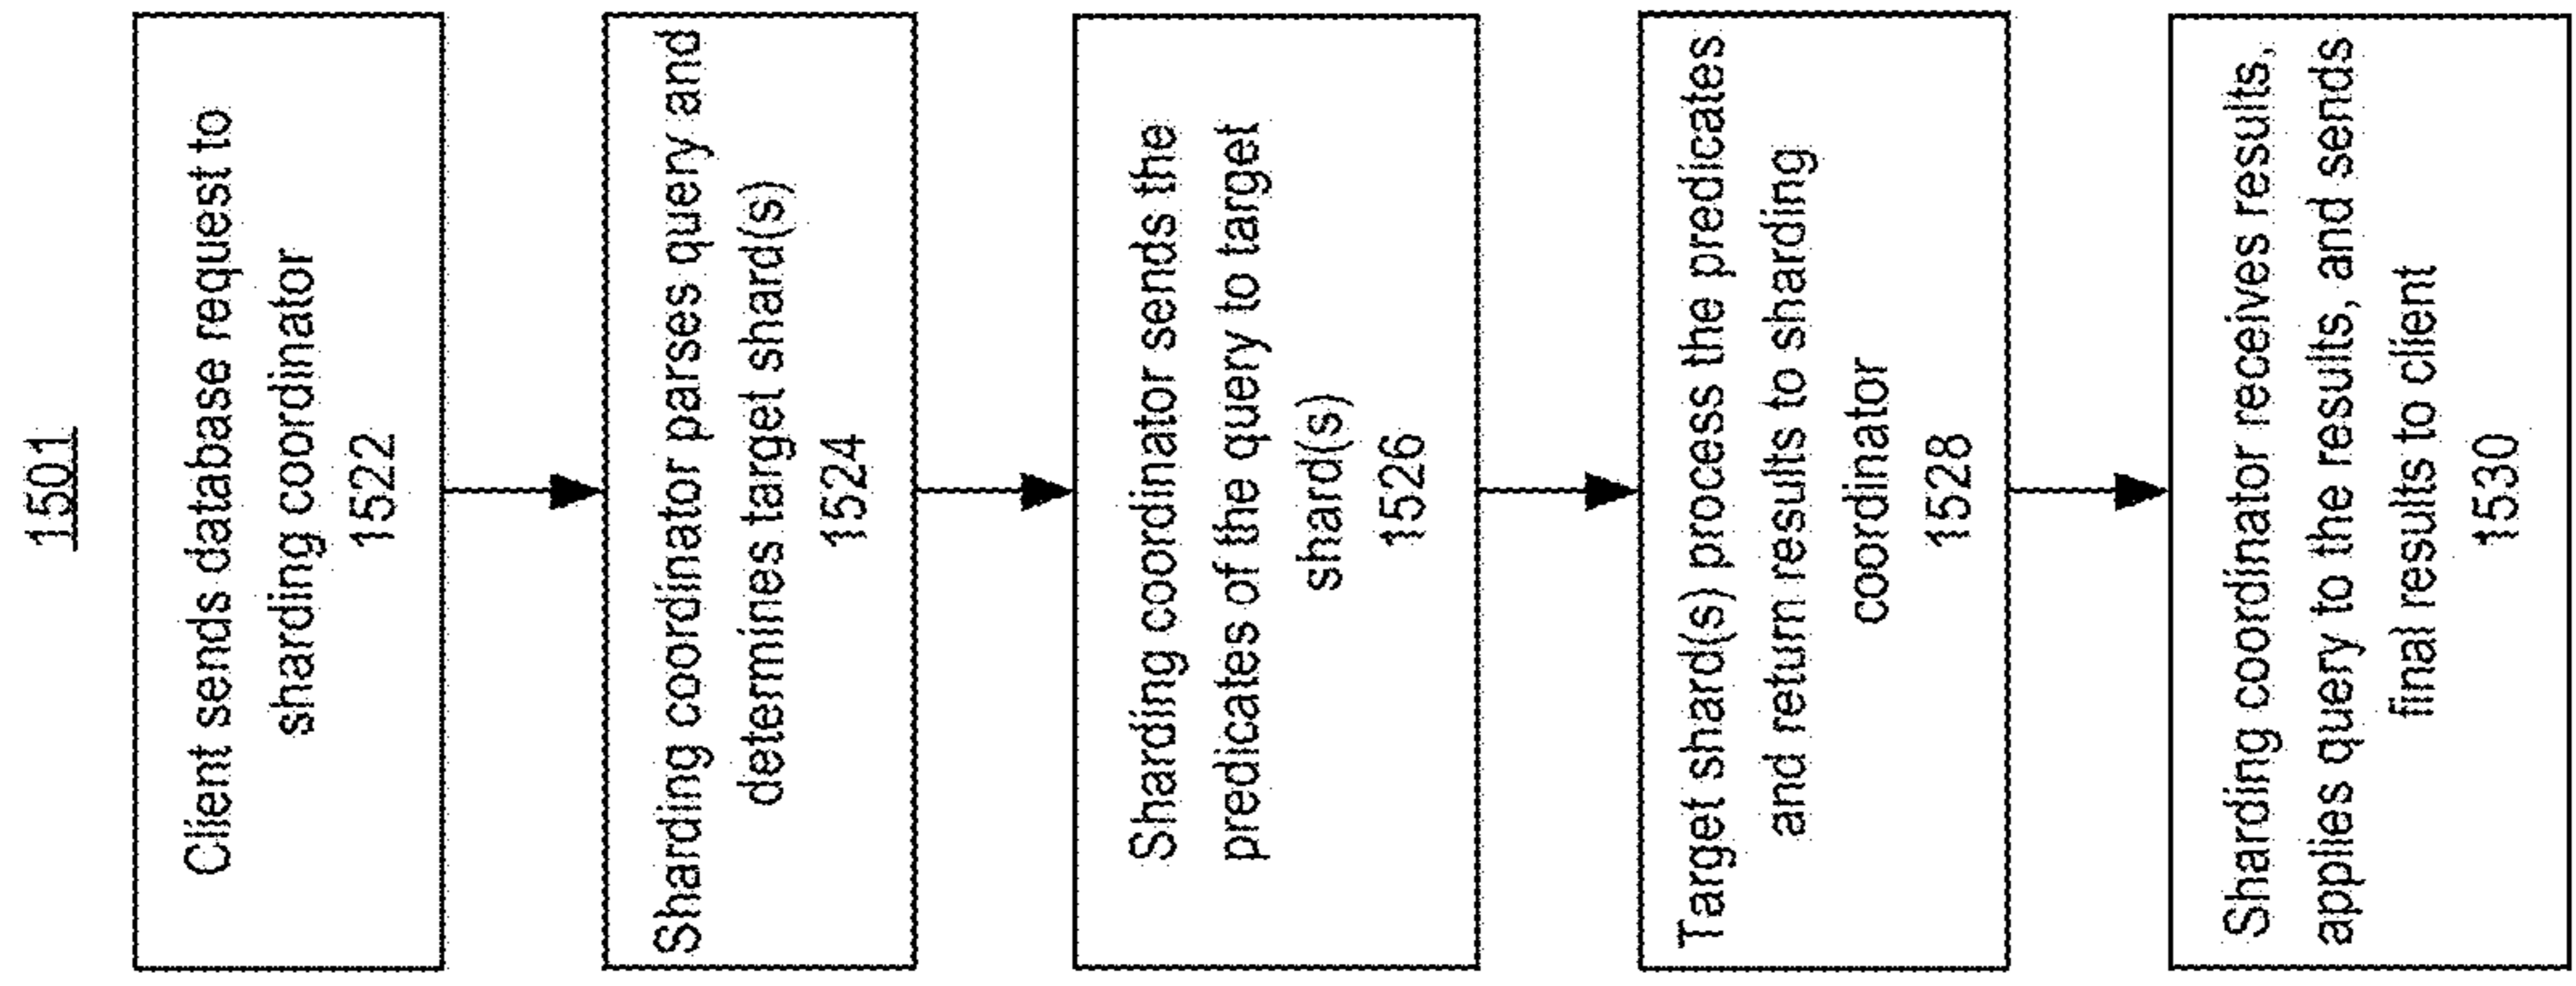 1501
Client sends database request to
sharding coordinator
1522
Sharding coordinator parses query and
determines target shard(s)
1524
Sharding coordinator sends the
predicates of the query to target
shard(s)
1526
Target shard(s) process the predicates
and return results to sharding
coordinator
1528
Sharding coordinator receives results,
applies query to the results, and sends
final results to client
1530